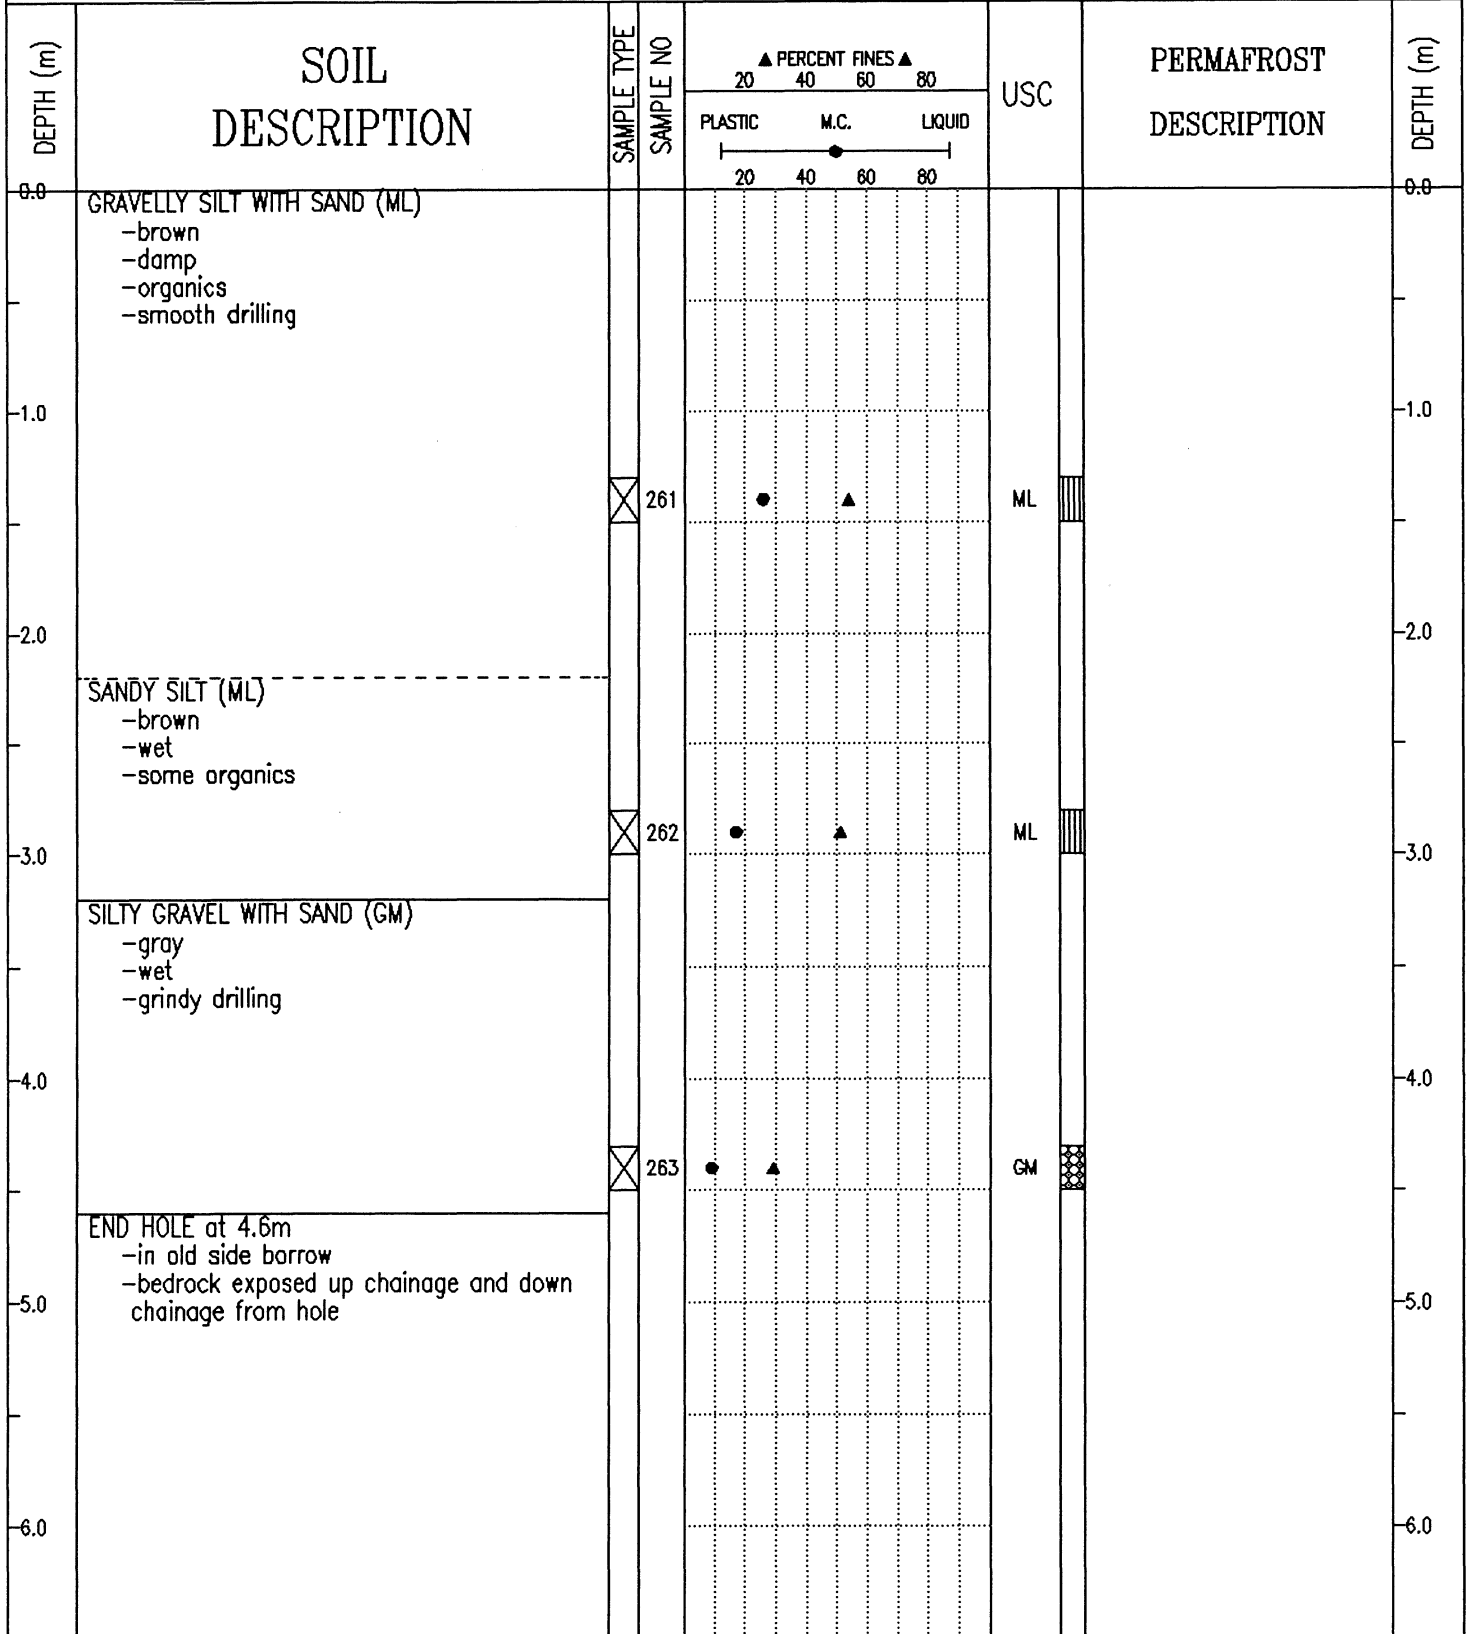 DEPTH (m)
SOIL
DESCRIPTION
SAMPLE TYPE
SAMPLE NO
▲ PERCENT FINES ▲
20 40 60 80
PLASTIC M.C. LIQUID
20 40 60 80
USC
PERMAFROST
DESCRIPTION
DEPTH (m)
0.0 0.0
GRAVELLY SILT WITH SAND (ML)
-brown
-damp
-organics
-smooth drilling
1.0 1.0
261 ML
2.0 2.0
SANDY SILT (ML)
-brown
-wet
-some organics
262 ML
3.0 3.0
SILTY GRAVEL WITH SAND (GM)
-gray
-wet
-grindy drilling
4.0 4.0
263 GM
END HOLE at 4.6m
-in old side borrow
-bedrock exposed up chainage and down
chainage from hole
5.0 5.0
6.0 6.0